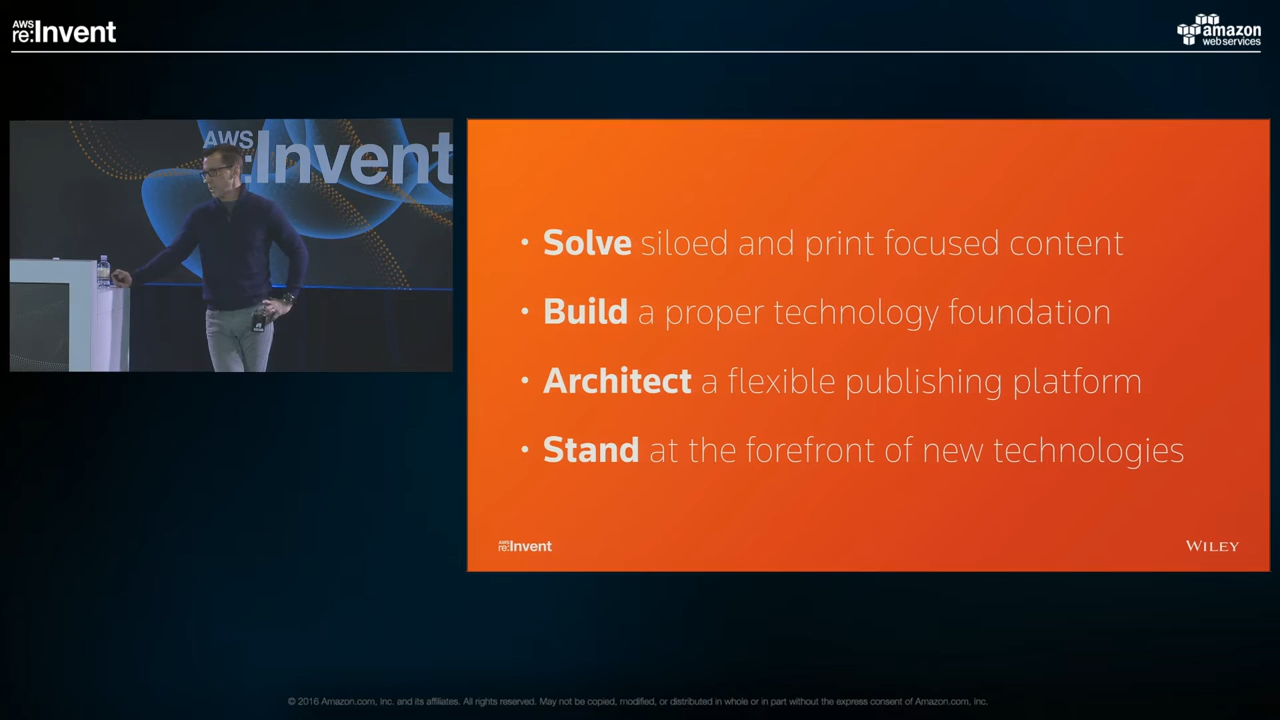 AWS
re:Invent
amazon
webservices
AWS
re:Invent
• Solve siloed and print focused content
• Build a proper technology foundation
• Architect a flexible publishing platform
• Stand at the forefront of new technologies
AWS
re:Invent
WILEY
© 2016 Amazon.com, Inc. and its affiliates. All rights reserved. May not be copied, modified, or distributed in whole or in part without the express consent of Amazon.com, Inc.